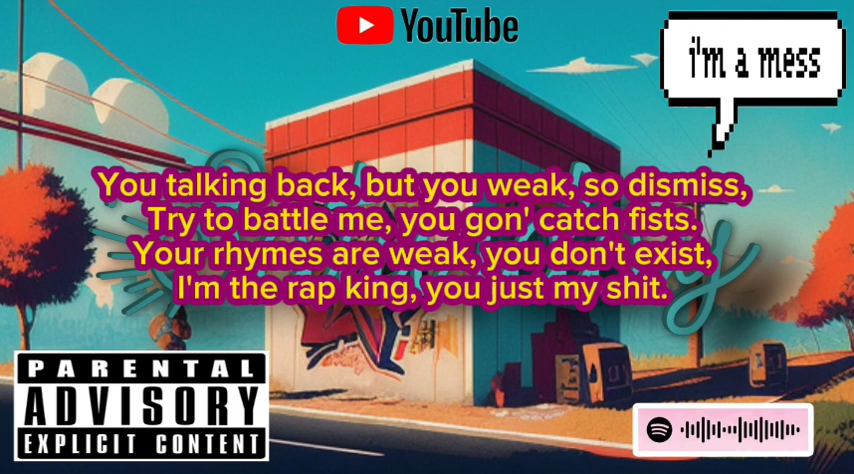 YouTube
i'm a mess
You talking back, but you weak, so dismiss,
Try to battle me, you gon' catch fists.
Your rhymes are weak, you don't exist,
I'm the rap king, you just my shit.
PARENTAL
ADVISORY
EXPLICIT CONTENT